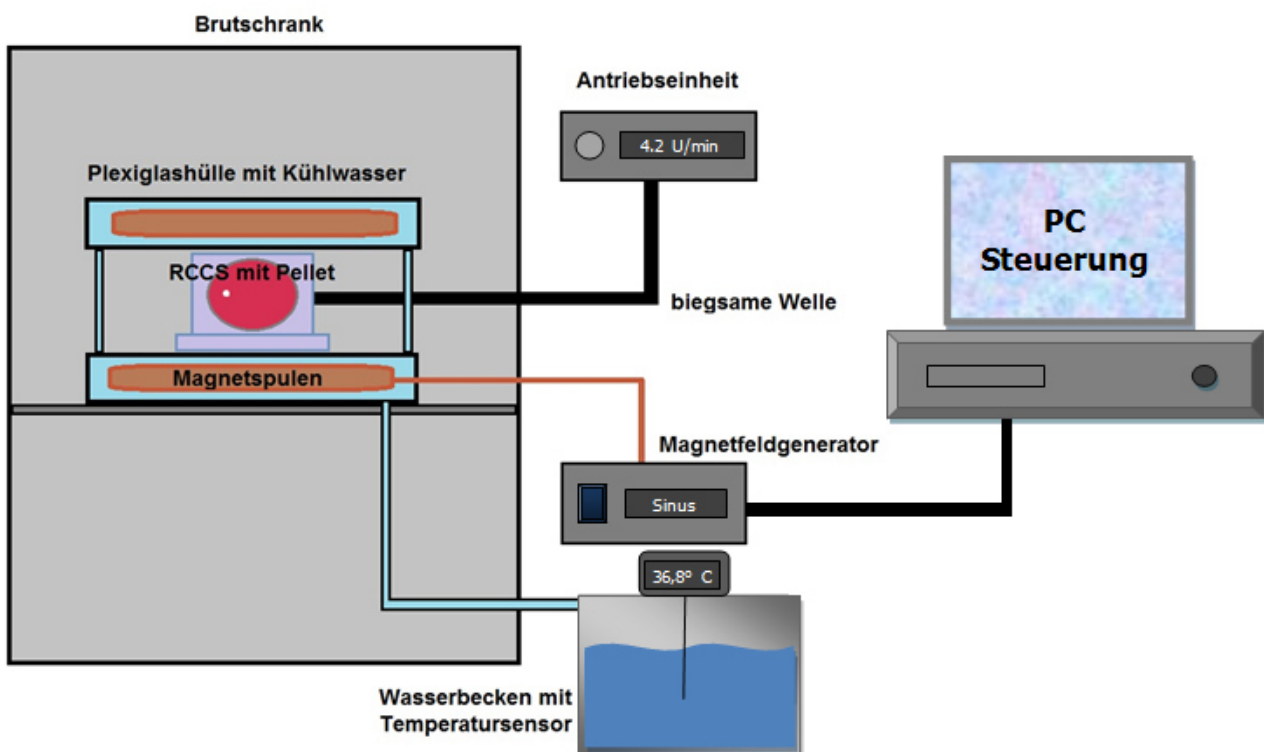 Brutschrank
Antriebseinheit
4.2 U/min
Plexiglashülle mit Kühlwasser
PC
Steuerung
RCCS mit Pellet
biegsame Welle
Magnetspulen
Magnetfeldgenerator
Sinus
36,8º C
Wasserbecken mit
Temperatursensor